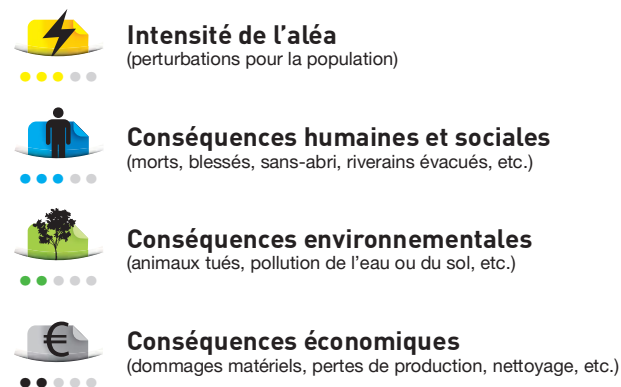 Intensité de l'aléa
(perturbations pour la population)
Conséquences humaines et sociales
(morts, blessés, sans-abri, riverains évacués, etc.)
Conséquences environnementales
(animaux tués, pollution de l'eau ou du sol, etc.)
€
Conséquences économiques
(dommages matériels, pertes de production, nettoyage, etc.)